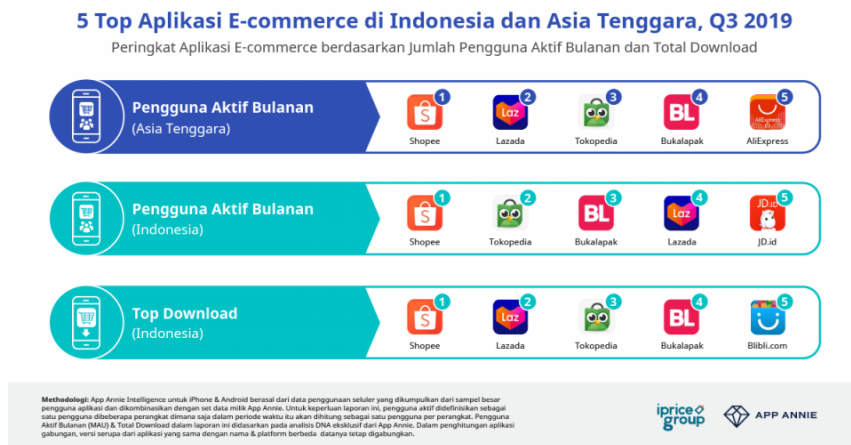 5 Top Aplikasi E-commerce di Indonesia dan Asia Tenggara, Q3 2019
Peringkat Aplikasi E-commerce berdasarkan Jumlah Pengguna Aktif Bulanan dan Total Download
Pengguna Aktif Bulanan
(Asia Tenggara)
1 2 3 4 5
S Laz BL AliExpress
Shopee Lazada Tokopedia Bukalapak AliExpress
Pengguna Aktif Bulanan
(Indonesia)
1 2 3 4 5
S BL Laz JD.ID
Shopee Tokopedia Bukalapak Lazada JD.id
Top Download
(Indonesia)
1 2 3 4 5
S Laz BL
Shopee Lazada Tokopedia Bukalapak Blibli.com
Methodologi: App Annie Intelligence untuk iPhone & Android berasal dari data penggunaan seluler yang dikumpulkan dari sampel besar
pengguna aplikasi dan dikombinasikan dengan set data milik App Annie. Untuk keperluan laporan ini, pengguna aktif didefinisikan sebagai
satu pengguna dibeberapa perangkat dimana saja dalam periode waktu itu akan dihitung sebagai satu pengguna per perangkat. Pengguna
Aktif Bulanan (MAU) & Total Download dalam laporan ini didasarkan pada analisis DNA eksklusif dari App Annie. Dalam penghitungan aplikasi
gabungan, versi serupa dari aplikasi yang sama dengan nama & platform berbeda datanya tetap digabungkan.
iprice group
APP ANNIE